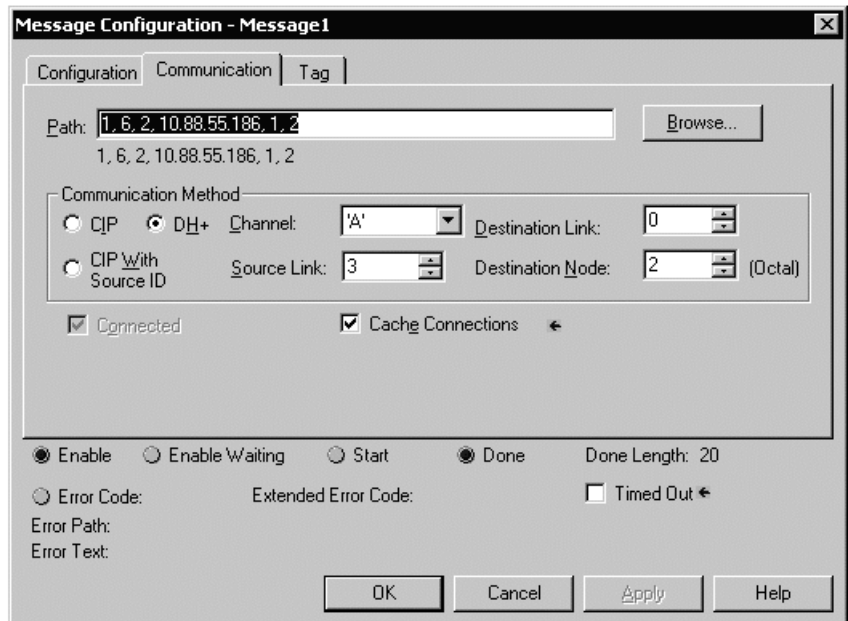 Message Configuration - Message1
Configuration Communication Tag
Path: 1, 6, 2, 10.88.55.186, 1, 2 Browse...
1, 6, 2, 10.88.55.186, 1, 2
Communication Method
CIP DH+ Channel: 'A' Destination Link: 0
CIP With Source ID Source Link: 3 Destination Node: 2 (Octal)
Connected Cache Connections
Enable Enable Waiting Start Done Done Length: 20
Error Code: Extended Error Code: Timed Out
Error Path:
Error Text:
OK Cancel Apply Help